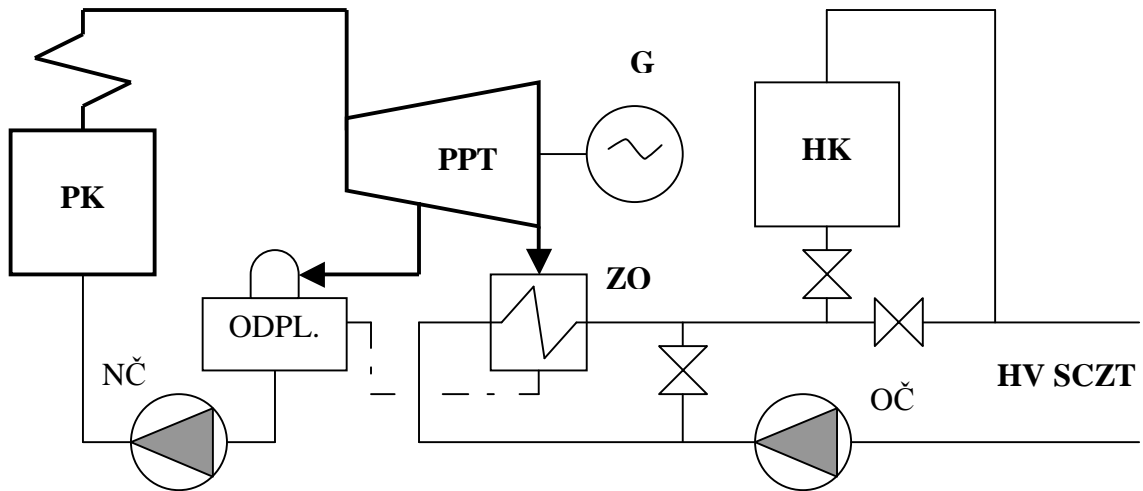 G
HK
PPT
PK
ZO
ODPL.
NČ
HV SCZT
OČ